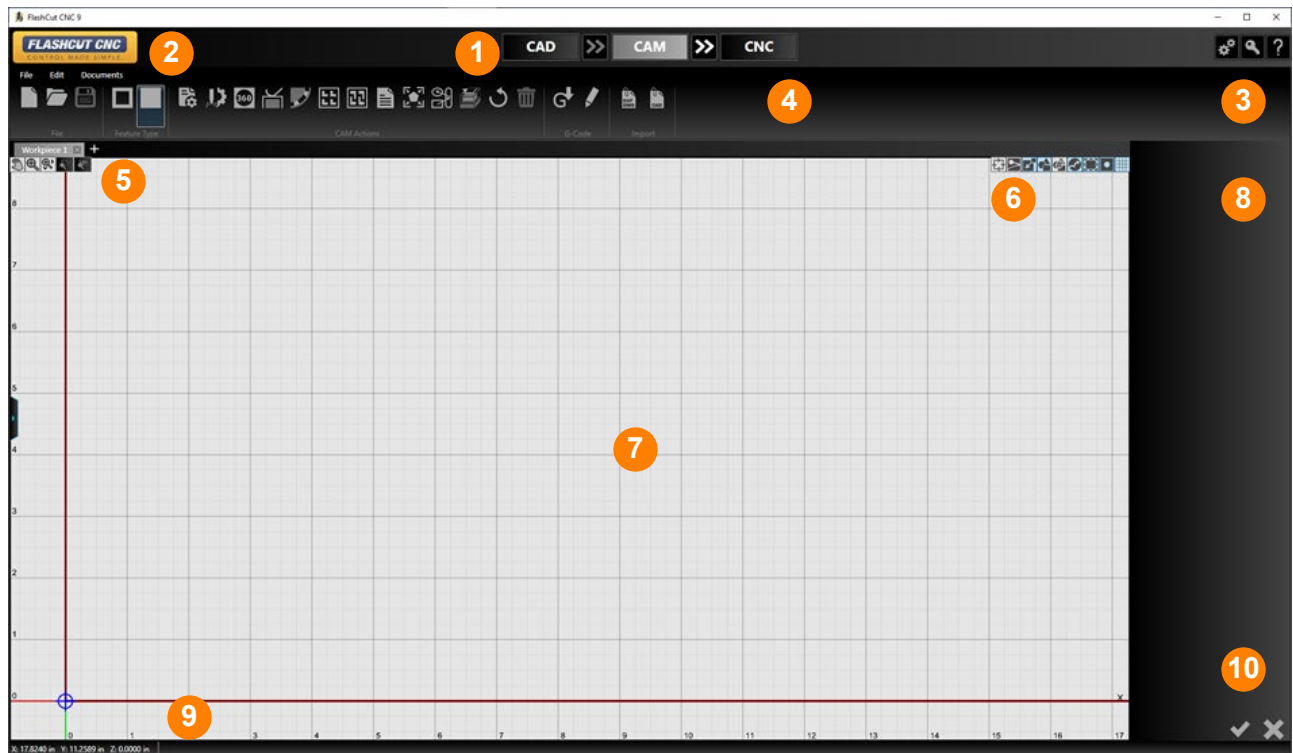 FlashCut CNC 9
FLASHCUT CNC
CONTROL MADE SIMPLE
2
1
CAD
CAM
CNC
File Edit Documents
360
G
4
3
File
Feature Type
CAM Actions
G-Code
Import
Workpiece 1
5
6
8
8
7
6
5
4
7
3
2
1
0
X
9
10
0 1 2 3 4 5 6 7 8 9 10 11 12 13 14 15 16 17
X: 17.8240 in Y: 11.2589 in Z: 0.0000 in